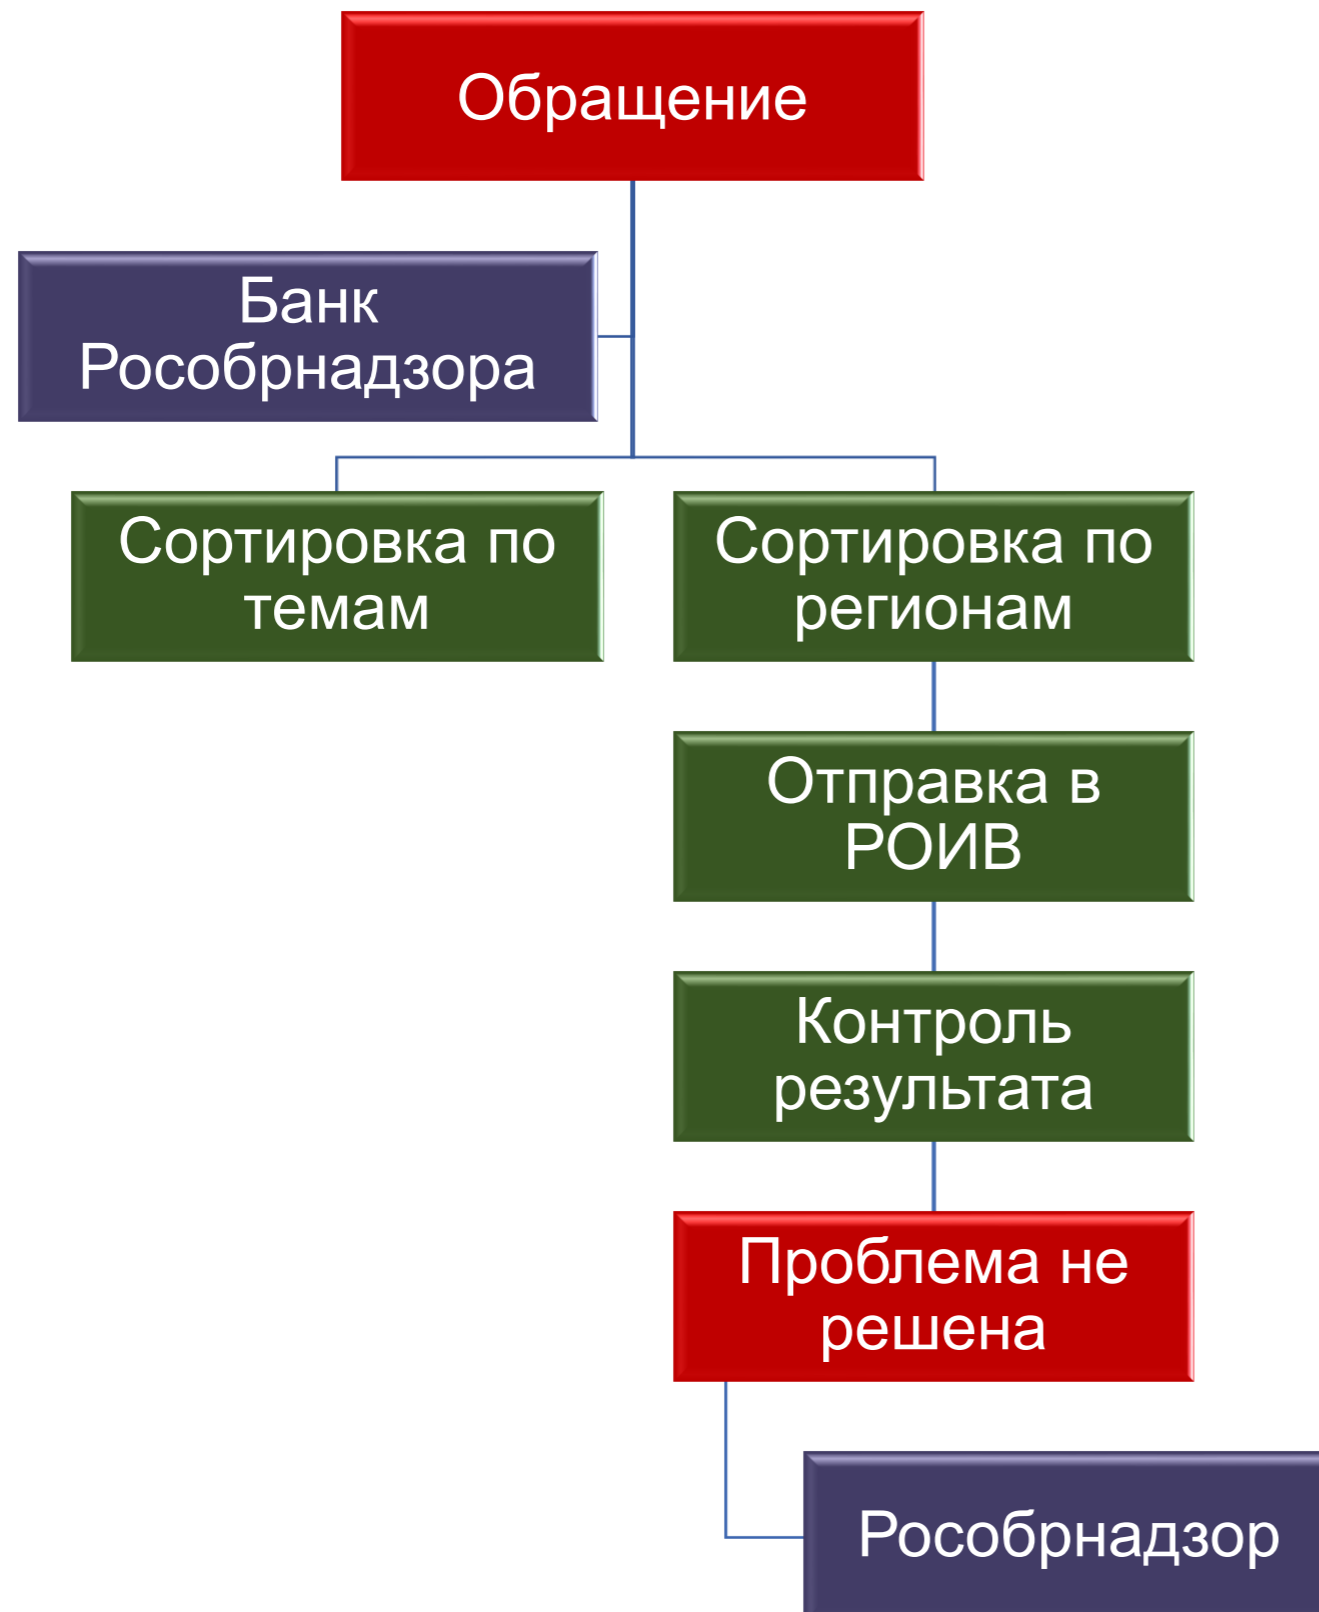 Обращение
Банк
Рособрнадзора
Сортировка по
темам
Сортировка по
регионам
Отправка в
РОИВ
Контроль
результата
Проблема не
решена
Рособрнадзор